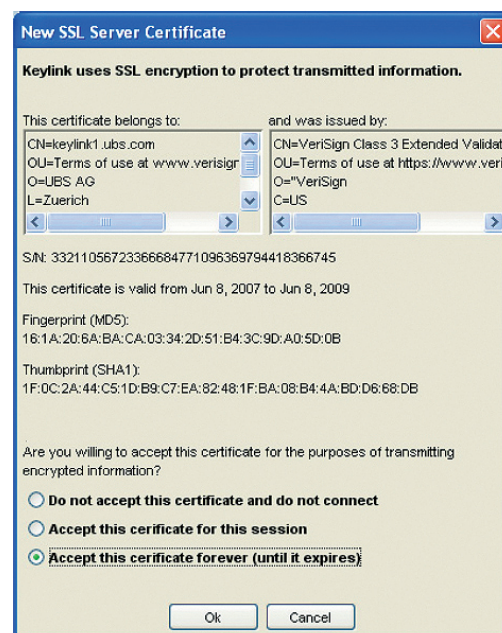 New SSL Server Certificate
Keylink uses SSL encryption to protect transmitted information.
This certificate belongs to:
CN=keylink1.ubs.com
OU=Terms of use at www.verisign
O=UBS AG
L=Zuerich
and was issued by:
CN=VeriSign Class 3 Extended Validat
OU=Terms of use at https://www.veri
O="VeriSign
C=US
S/N: 332110567233666847710963697944183667​45
This certificate is valid from Jun 8, 2007 to Jun 8, 2009
Fingerprint (MD5):
16:1A:20:6A:BA:CA:03:34:2D:51:B4:3C:9D:A0:5D:0B
Thumbprint (SHA1):
1F:0C:2A:44:C5:1D:B9:C7:EA:82:48:1F:BA:08:B4:4A:BD:D6:68:DB
Are you willing to accept this certificate for the purposes of transmitting
encrypted information?
Do not accept this certificate and do not connect
Accept this cerificate for this session
Accept this cerificate forever (until it expires)
Ok
Cancel